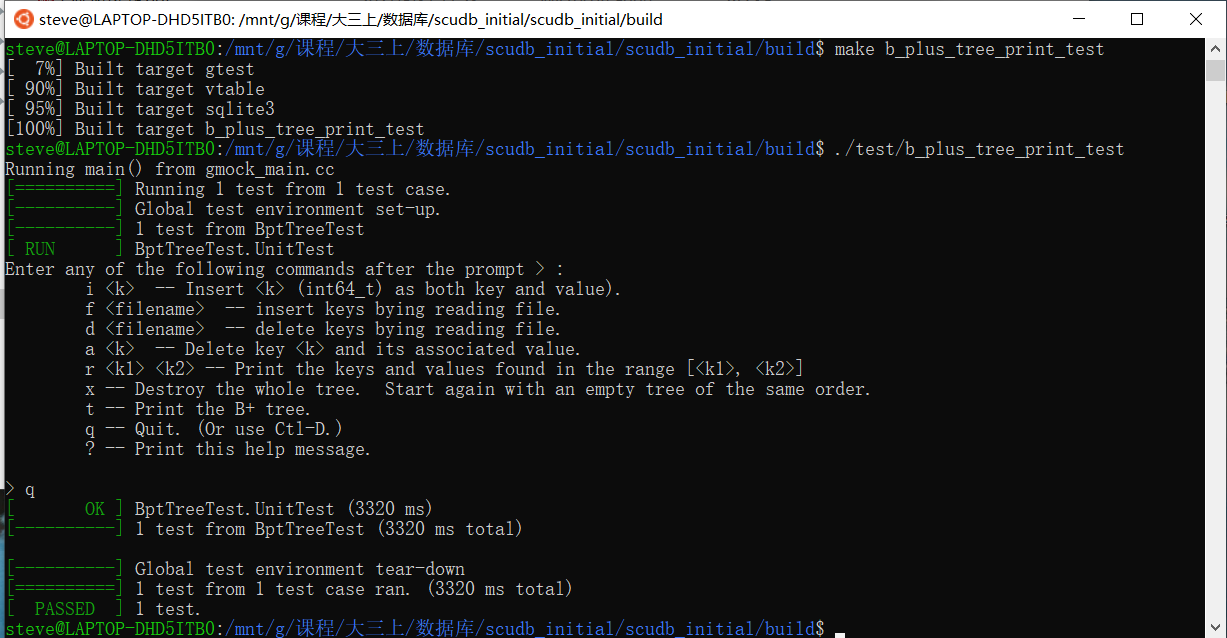 steve@LAPTOP-DHD5ITB0: /mnt/g/课程/大三上/数据库/scudb_initial/scudb_initial/build
steve@LAPTOP-DHD5ITB0:/mnt/g/课程/大三上/数据库/scudb_initial/scudb_initial/build$ make b_plus_tree_print_test
[  7%] Built target gtest
[ 90%] Built target vtable
[ 95%] Built target sqlite3
[100%] Built target b_plus_tree_print_test
steve@LAPTOP-DHD5ITB0:/mnt/g/课程/大三上/数据库/scudb_initial/scudb_initial/build$ ./test/b_plus_tree_print_test
Running main() from gmock_main.cc
[==========] Running 1 test from 1 test case.
[----------] Global test environment set-up.
[----------] 1 test from BptTreeTest
[ RUN      ] BptTreeTest.UnitTest
Enter any of the following commands after the prompt > :
        i <k>  -- Insert <k> (int64_t) as both key and value).
        f <filename>  -- insert keys bying reading file.
        d <filename>  -- delete keys bying reading file.
        a <k>  -- Delete key <k> and its associated value.
        r <k1> <k2> -- Print the keys and values found in the range [<k1>, <k2>]
        x -- Destroy the whole tree.  Start again with an empty tree of the same order.
        t -- Print the B+ tree.
        q -- Quit. (Or use Ctl-D.)
        ? -- Print this help message.
> q
[       OK ] BptTreeTest.UnitTest (3320 ms)
[----------] 1 test from BptTreeTest (3320 ms total)
[----------] Global test environment tear-down
[==========] 1 test from 1 test case ran. (3320 ms total)
[  PASSED  ] 1 test.
steve@LAPTOP-DHD5ITB0:/mnt/g/课程/大三上/数据库/scudb_initial/scudb_initial/build$